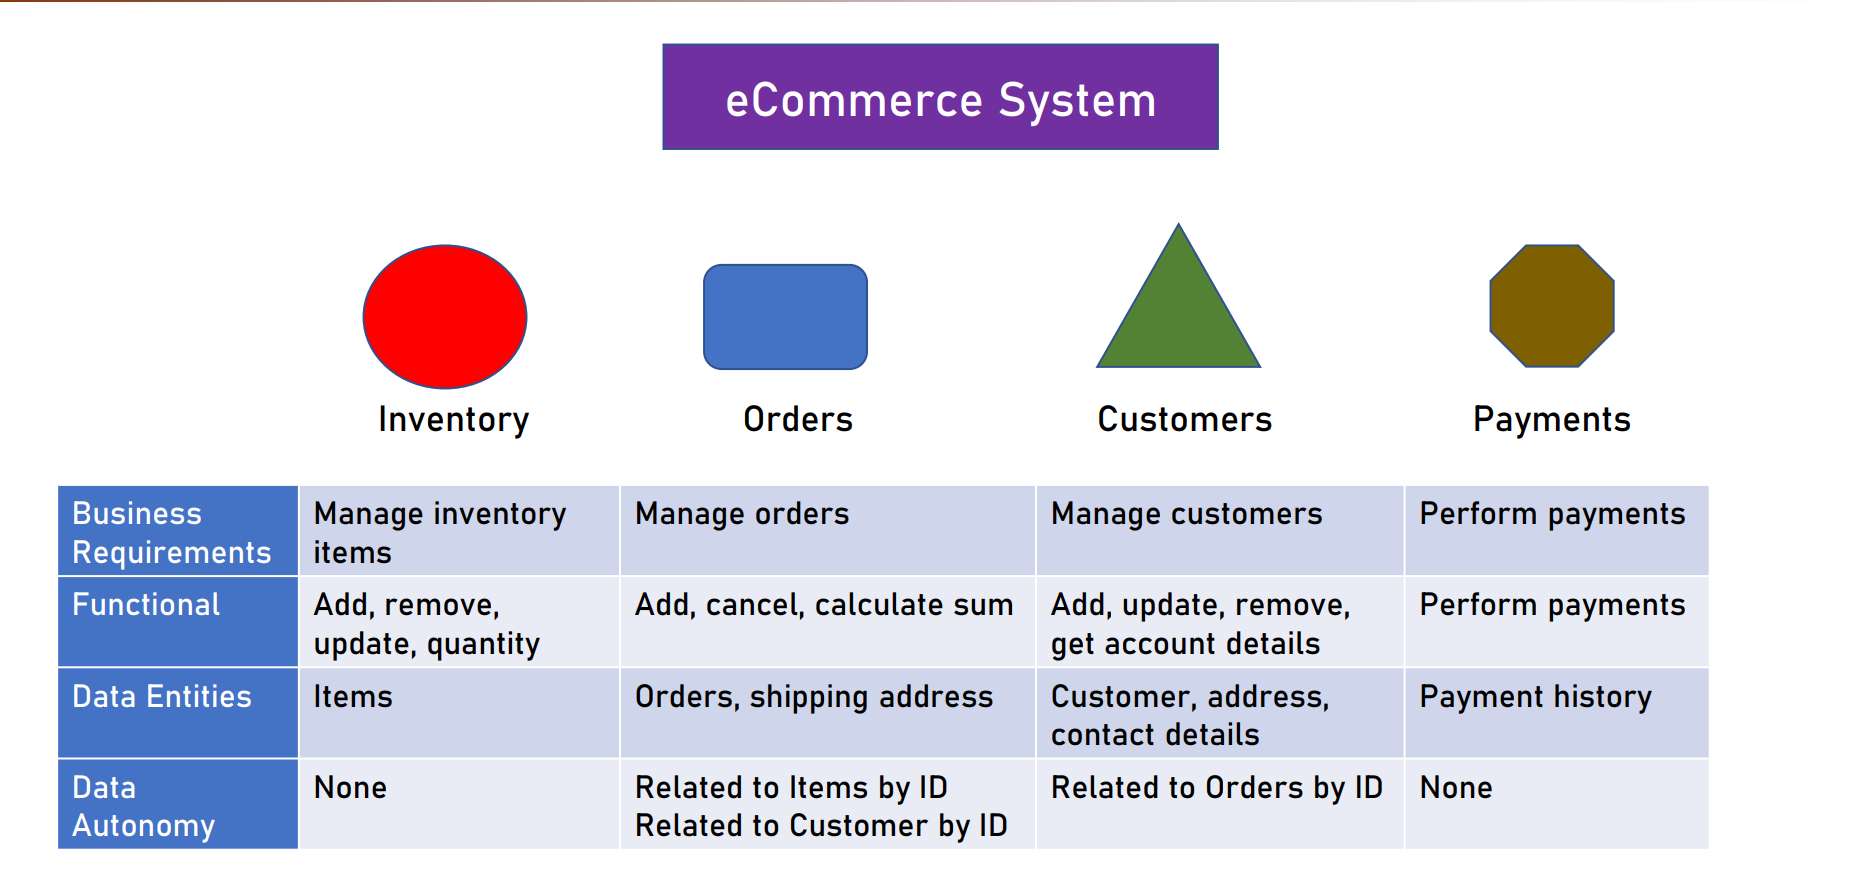 eCommerce System
Inventory
Orders
Customers
Payments
Business
Requirements
Manage inventory
items
Manage orders
Manage customers
Perform payments
Functional
Add, remove,
update, quantity
Add, cancel, calculate sum
Add, update, remove,
get account details
Perform payments
Data Entities
Items
Orders, shipping address
Customer, address,
contact details
Payment history
Data
Autonomy
None
Related to Items by ID
Related to Customer by ID
Related to Orders by ID
None